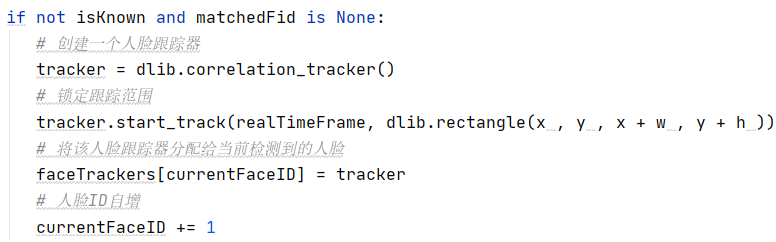 if not isKnown and matchedFid is None:
# 创建一个人脸跟踪器
tracker = dlib.correlation_tracker()
# 锁定跟踪范围
tracker.start_track(realTimeFrame, dlib.rectangle(x_, y_, x + w_, y + h_))
# 将该人脸跟踪器分配给当前检测到的人脸
faceTrackers[currentFaceID] = tracker
# 人脸ID自增
currentFaceID += 1